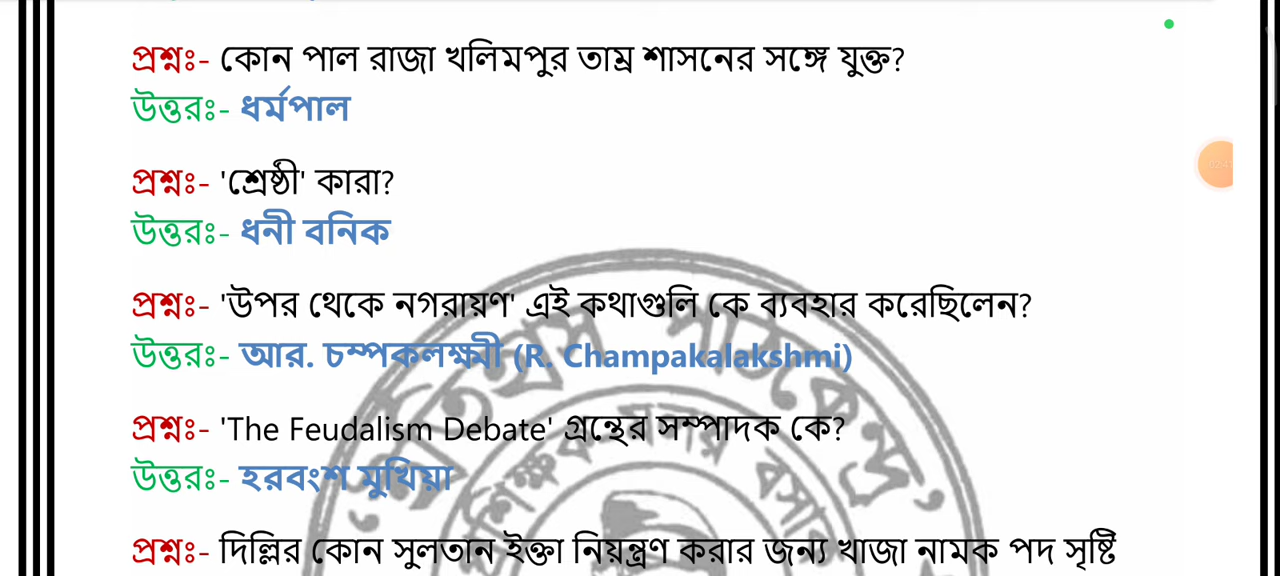 প্রশ্নঃ- কোন পাল রাজা খলিমপুর তাম্র শাসনের সঙ্গে যুক্ত?
উত্তরঃ- ধর্মপাল
প্রশ্নঃ- 'শ্রেষ্ঠী' কারা?
উত্তরঃ- ধনী বনিক
প্রশ্নঃ- 'উপর থেকে নগরায়ণ' এই কথাগুলি কে ব্যবহার করেছিলেন?
উত্তরঃ- আর. চম্পকলক্ষ্মী (R. Champakalakshmi)
প্রশ্নঃ- 'The Feudalism Debate' গ্রন্থের সম্পাদক কে?
উত্তরঃ- হরবংশ মুখিয়া
প্রশ্নঃ- দিল্লির কোন সুলতান ইক্তা নিয়ন্ত্রণ করার জন্য খাজা নামক পদ সৃষ্টি